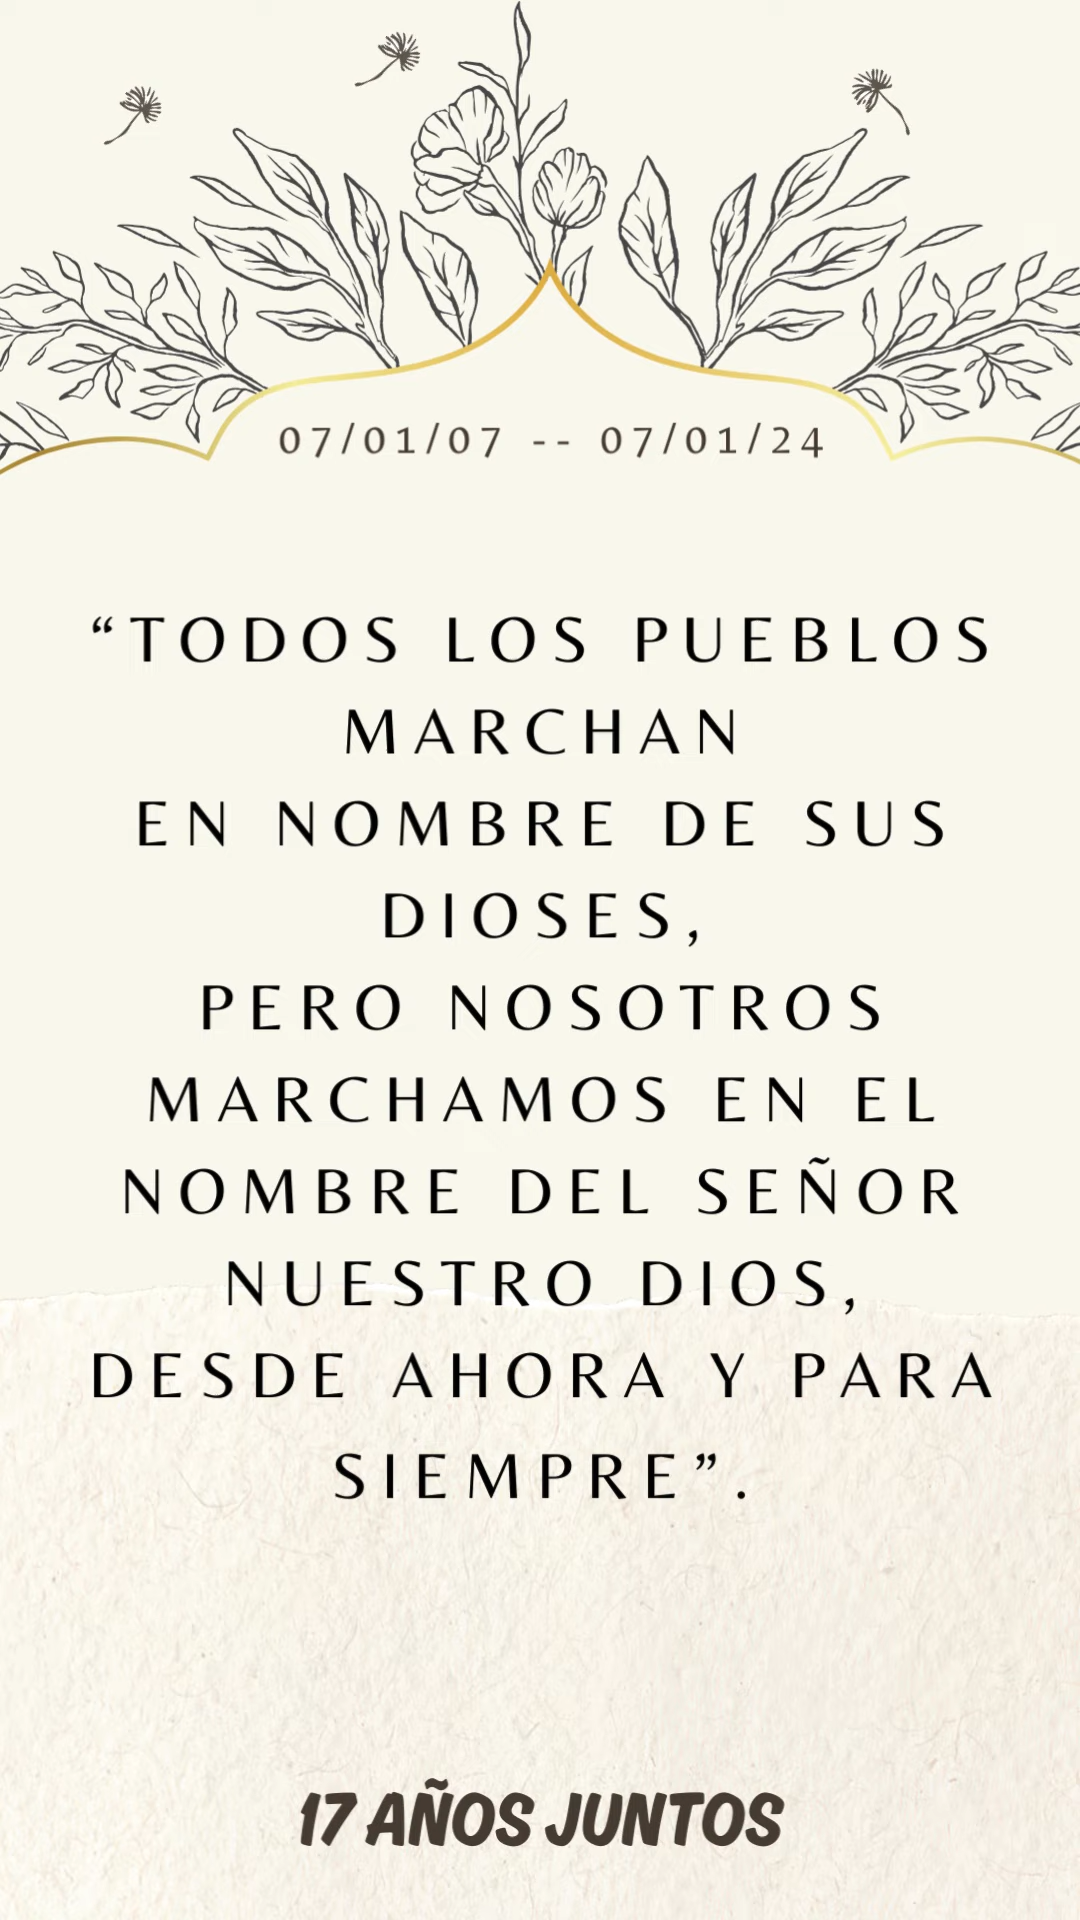 07/01/07 -- 07/01/24
“TODOS LOS PUEBLOS
MARCHAN
EN NOMBRE DE SUS
DIOSES,
PERO NOSOTROS
MARCHAMOS EN EL
NOMBRE DEL SEÑOR
NUESTRO DIOS,
DESDE AHORA Y PARA
SIEMPRE”.
17 AÑOS JUNTOS